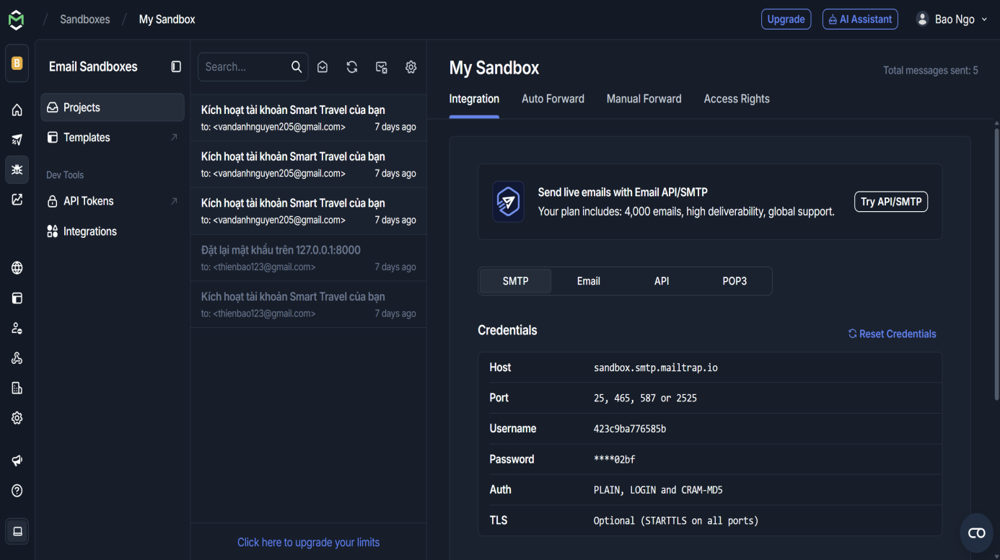 / Sandboxes / My Sandbox
Upgrade
AI Assistant
Bao Ngo
B
Email Sandboxes
Projects
Templates
Dev Tools
API Tokens
Integrations
Search...
Kích hoạt tài khoản Smart Travel của bạn
to: <vandanhnguyen205@gmail.com> 7 days ago
Kích hoạt tài khoản Smart Travel của bạn
to: <vandanhnguyen205@gmail.com> 7 days ago
Kích hoạt tài khoản Smart Travel của bạn
to: <vandanhnguyen205@gmail.com> 7 days ago
Đặt lại mật khẩu trên 127.0.0.1:8000
to: <thienbao123@gmail.com> 7 days ago
Kích hoạt tài khoản Smart Travel của bạn
to: <thienbao123@gmail.com> 7 days ago
Click here to upgrade your limits
My Sandbox
Total messages sent: 5
Integration Auto Forward Manual Forward Access Rights
Send live emails with Email API/SMTP
Your plan includes: 4,000 emails, high deliverability, global support.
Try API/SMTP
SMTP Email API POP3
Credentials
Reset Credentials
Host sandbox.smtp.mailtrap.io
Port 25, 465, 587 or 2525
Username 423c9ba776585b
Password ****02bf
Auth PLAIN, LOGIN and CRAM-MD5
TLS Optional (STARTTLS on all ports)